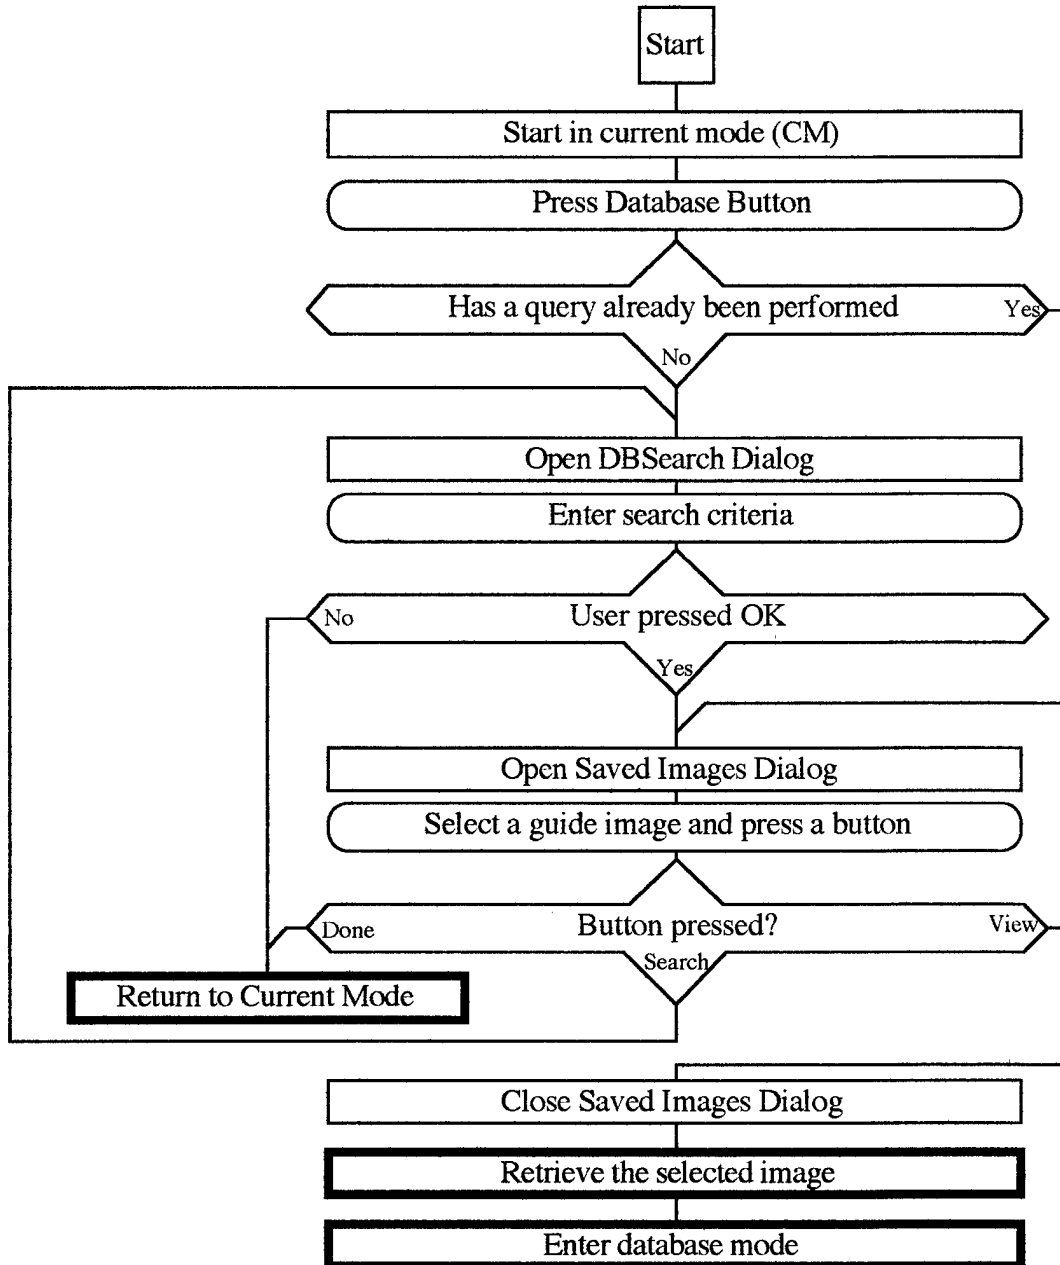 Start
Start in current mode (CM)
Press Database Button
Has a query already been performed
Yes
No
Open DBSearch Dialog
Enter search criteria
No
User pressed OK
Yes
Open Saved Images Dialog
Select a guide image and press a button
Done
Button pressed?
View
Search
Return to Current Mode
Close Saved Images Dialog
Retrieve the selected image
Enter database mode